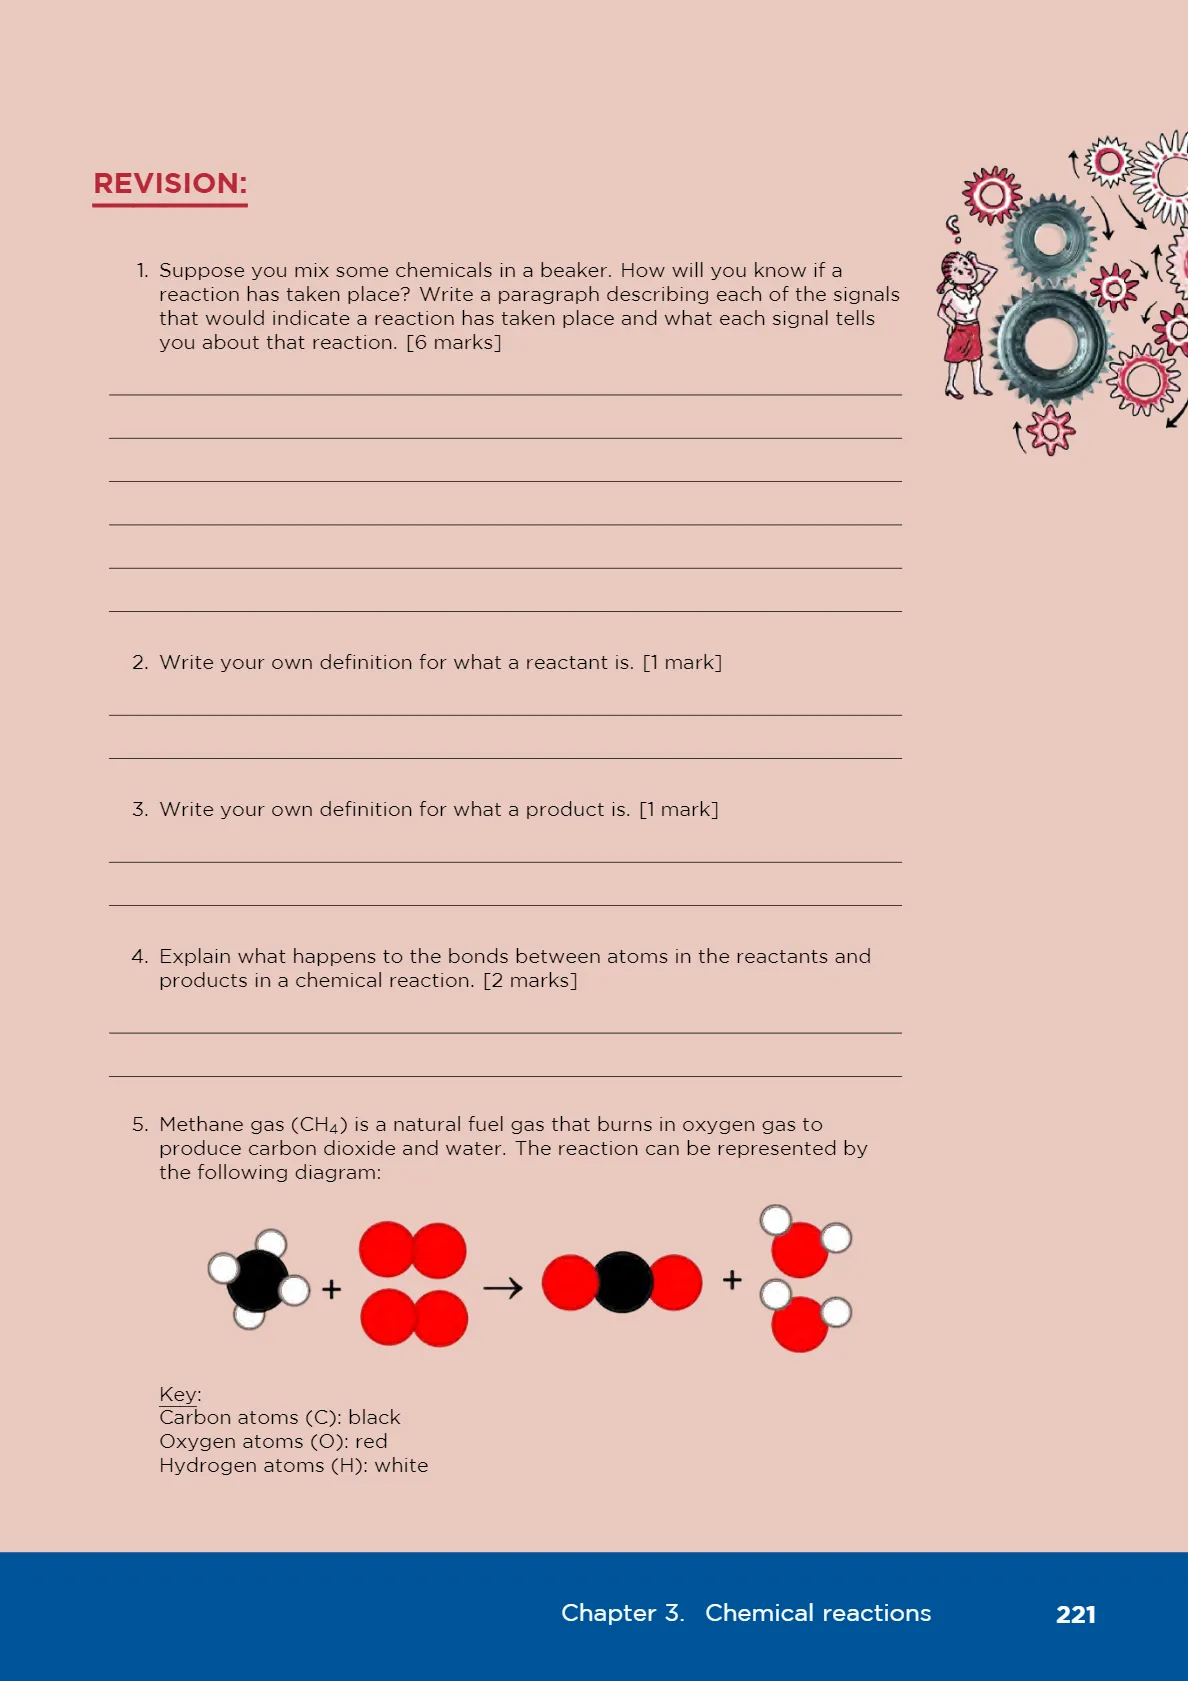 REVISION:
1. Suppose you mix some chemicals in a beaker. How will you know if a
reaction has taken place? Write a paragraph describing each of the signals
that would indicate a reaction has taken place and what each signal tells
you about that reaction. [6 marks]
2. Write your own definition for what a reactant is. [1 mark]
3. Write your own definition for what a product is. [1 mark]
4. Explain what happens to the bonds between atoms in the reactants and
products in a chemical reaction. [2 marks]
5. Methane gas (CH₄) is a natural fuel gas that burns in oxygen gas to
produce carbon dioxide and water. The reaction can be represented by
the following diagram:
+ → +
Key:
Carbon atoms (C): black
Oxygen atoms (O): red
Hydrogen atoms (H): white
Chapter 3. Chemical reactions 221